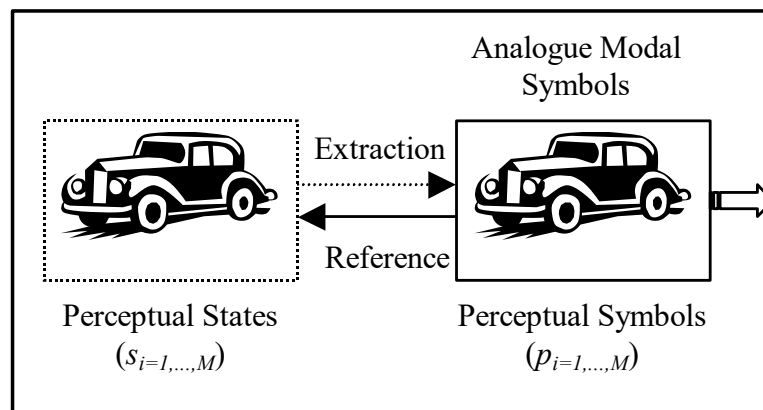 Analogue Modal
Symbols
Extraction
Reference
Perceptual States
(s_{i=1,...,M})
Perceptual Symbols
(p_{i=1,...,M})